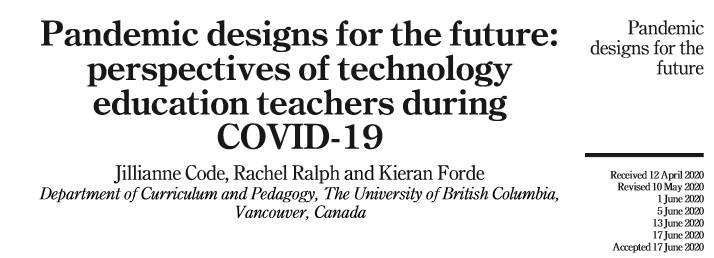 Pandemic designs for the future:
perspectives of technology
education teachers during
COVID-19
Jillianne Code, Rachel Ralph and Kieran Forde
Department of Curriculum and Pedagogy, The University of British Columbia,
Vancouver, Canada
Pandemic
designs for the
future
Received 12 April 2020
Revised 10 May 2020
1 June 2020
5 June 2020
13 June 2020
17 June 2020
Accepted 17 June 2020